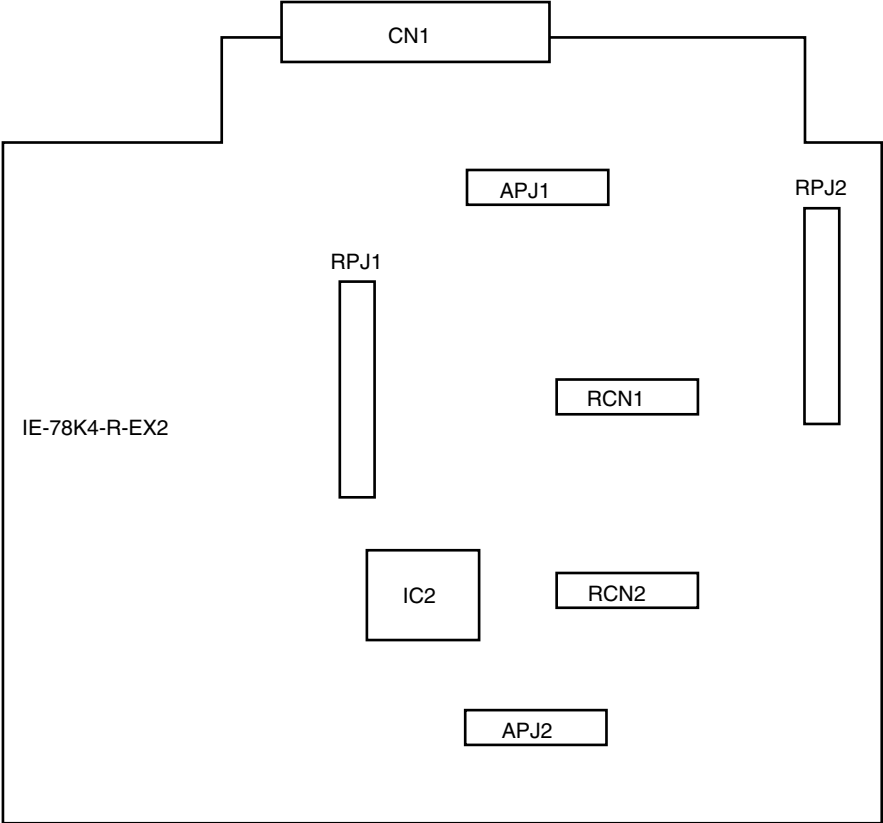 CN1
APJ1
RPJ2
RPJ1
RCN1
IE-78K4-R-EX2
RCN2
IC2
APJ2